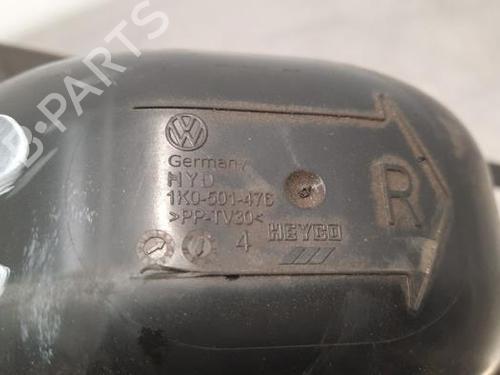 B-PARTS
Germany
HYD
1K0-501-476
>PP-TV30<
4 HEYCO
R